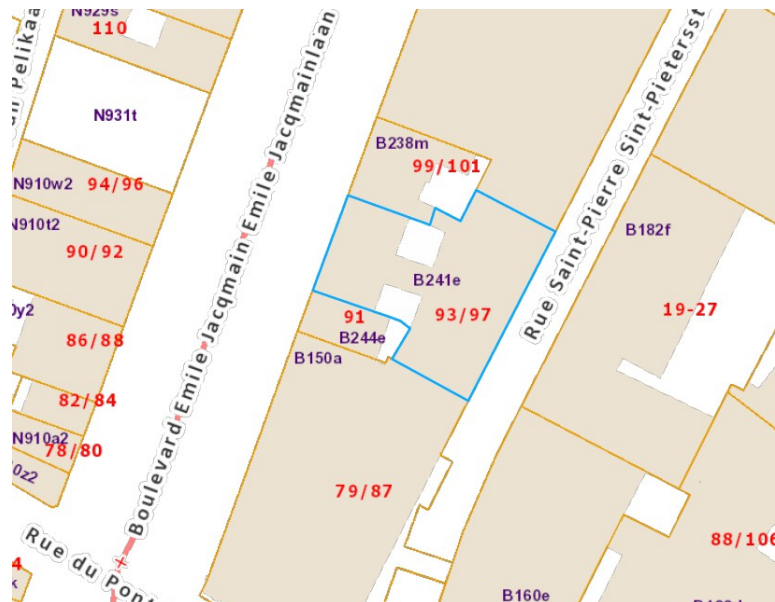 N929s
110
N931t
N910w2
94/96
N910t2
90/92
86/88
82/84
N910a2
78/80
Boulevard Emile Jacqmain Emile Jacqmainlaan
B238m
99/101
B241e
93/97
91
B244e
B150a
79/87
Rue Saint-Pierre Sint-Pietersst
B182f
19-27
88/106
B160e
Rue du Pont